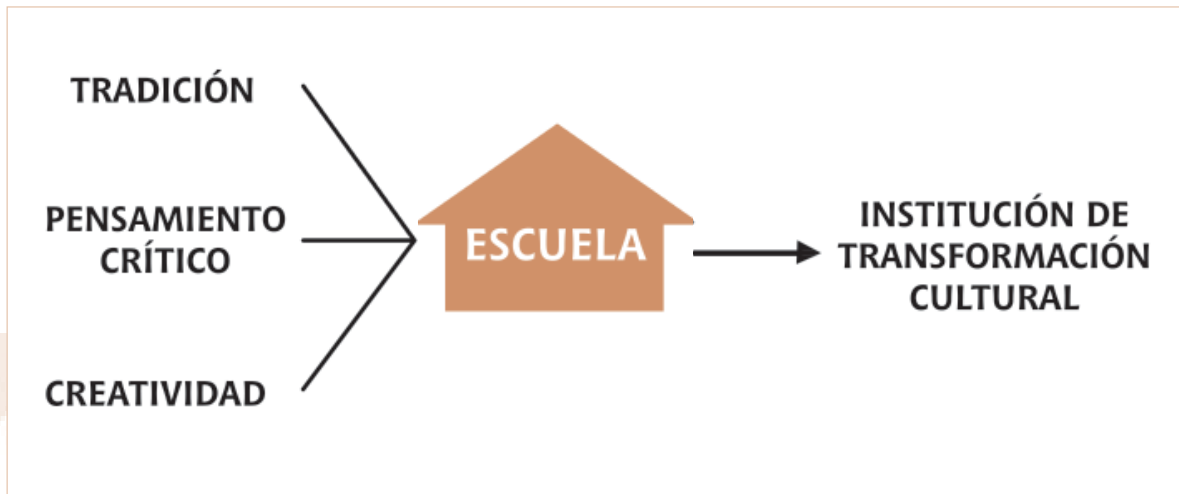 TRADICIÓN
PENSAMIENTO
CRÍTICO
CREATIVIDAD
ESCUELA
INSTITUCIÓN DE
TRANSFORMACIÓN
CULTURAL